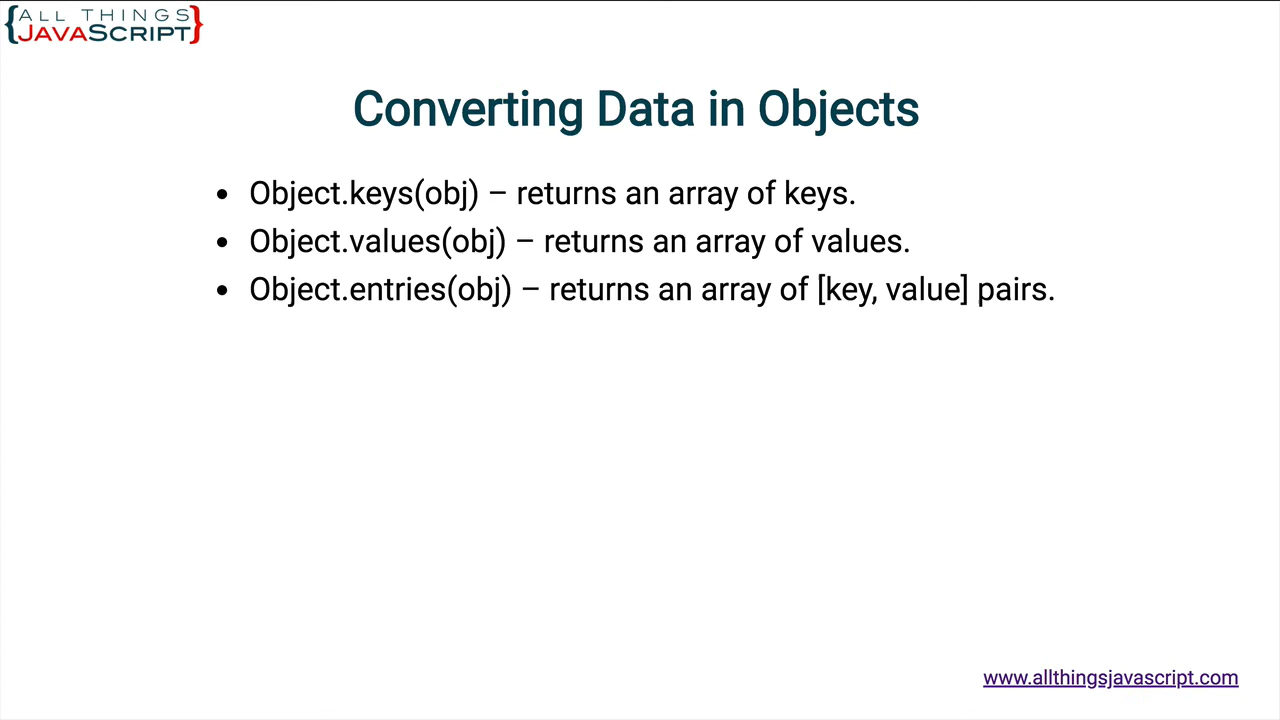 {ALL THINGS
JAVASCRIPT}
Converting Data in Objects
• Object.keys(obj) – returns an array of keys.
• Object.values(obj) – returns an array of values.
• Object.entries(obj) – returns an array of [key, value] pairs.
www.allthingsjavascript.com